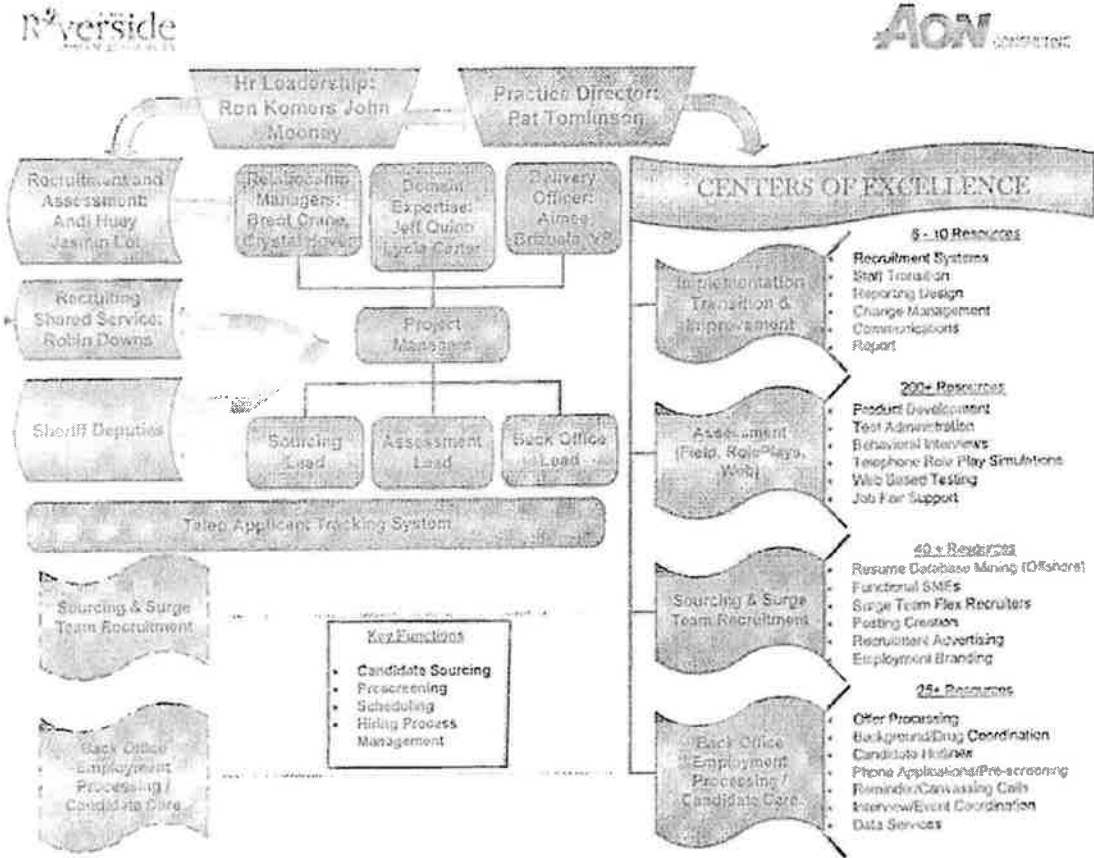 Riverside
AON CONSULTING
Hr Leadership:
Ron Komers John
Mooney
Practice Director:
Pat Tomlinson
Recruitment and
Assessment:
Andi Huey
Jasmin
Relationship
Managers:
Brent Crane,
Crystal
Domain
Expertise:
Jeff Quinn
Lycia Carter
Delivery
Officer:
Aimee
Brizuela, VP
CENTERS OF EXCELLENCE
Recruiting
Shared Service:
Robin Downs
Project
Managers
Sheriff Deputies
Sourcing
Lead
Assessment
Lead
Back Office
Lead
Taleo Applicant Tracking System
Sourcing & Surge
Team Recruitment
Back Office
Employment
Processing /
Candidate Care
Key Functions
• Candidate Sourcing
• Prescreening
• Scheduling
• Hiring Process
Management
Implementation
Transition &
Improvement
6 - 10 Resources
• Recruitment Systems
• Staff Transition
• Reporting Design
• Change Management
• Communications
• Report
Assessment
(Field, RolePlays,
Web)
200+ Resources
• Product Development
• Test Administration
• Behavioral Interviews
• Telephone Role Play Simulations
• Web Based Testing
• Job Fair Support
Sourcing & Surge
Team Recruitment
40 + Resources
• Resume Database Mining (Offshore)
• Functional SMEs
• Surge Team Flex Recruiters
• Posting Creation
• Recruitment Advertising
• Employment Branding
Back Office
Employment
Processing /
Candidate Care
25+ Resources
• Offer Processing
• Background/Drug Coordination
• Candidate Hotlines
• Phone Applications/Pre-screening
• Reminder/Canvassing Calls
• Interview/Event Coordination
• Data Services